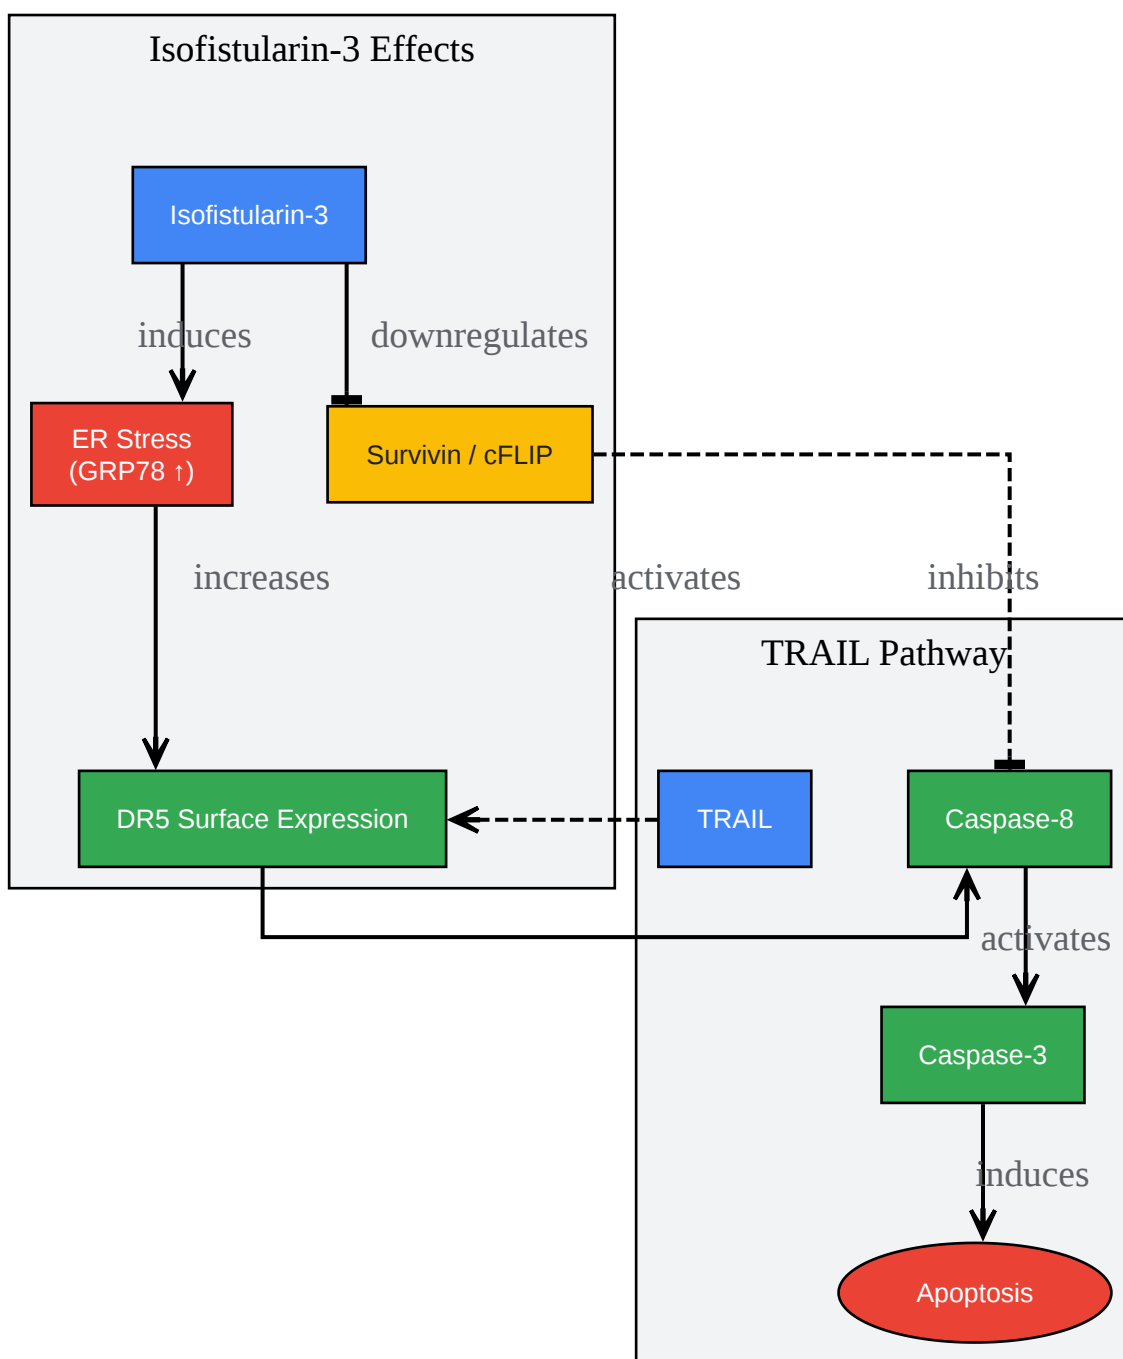 Isofistularin-3 Effects
Isofistularin-3
induces
downregulates
ER Stress
(GRP78 ↑)
Survivin / cFLIP
increases
activates
inhibits
TRAIL Pathway
DR5 Surface Expression
TRAIL
Caspase-8
activates
Caspase-3
induces
Apoptosis